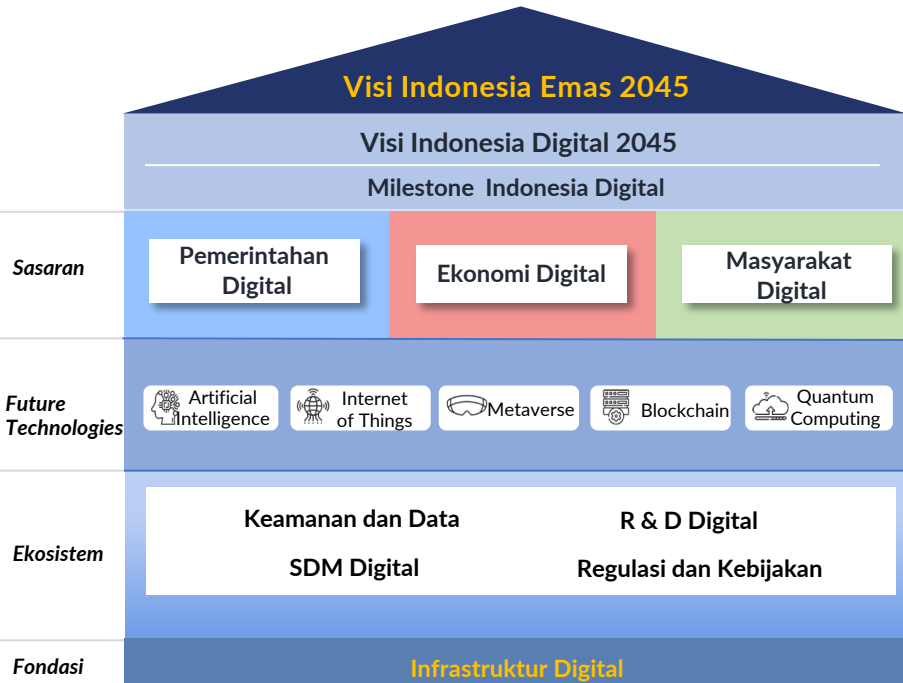 Visi Indonesia Emas 2045
Visi Indonesia Digital 2045
Milestone Indonesia Digital
Sasaran
Pemerintahan
Digital
Ekonomi Digital
Masyarakat
Digital
Future
Technologies
Artificial
Intelligence
Internet
of Things
Metaverse
Blockchain
Quantum
Computing
Ekosistem
Keamanan dan Data
R & D Digital
SDM Digital
Regulasi dan Kebijakan
Fondasi
Infrastruktur Digital